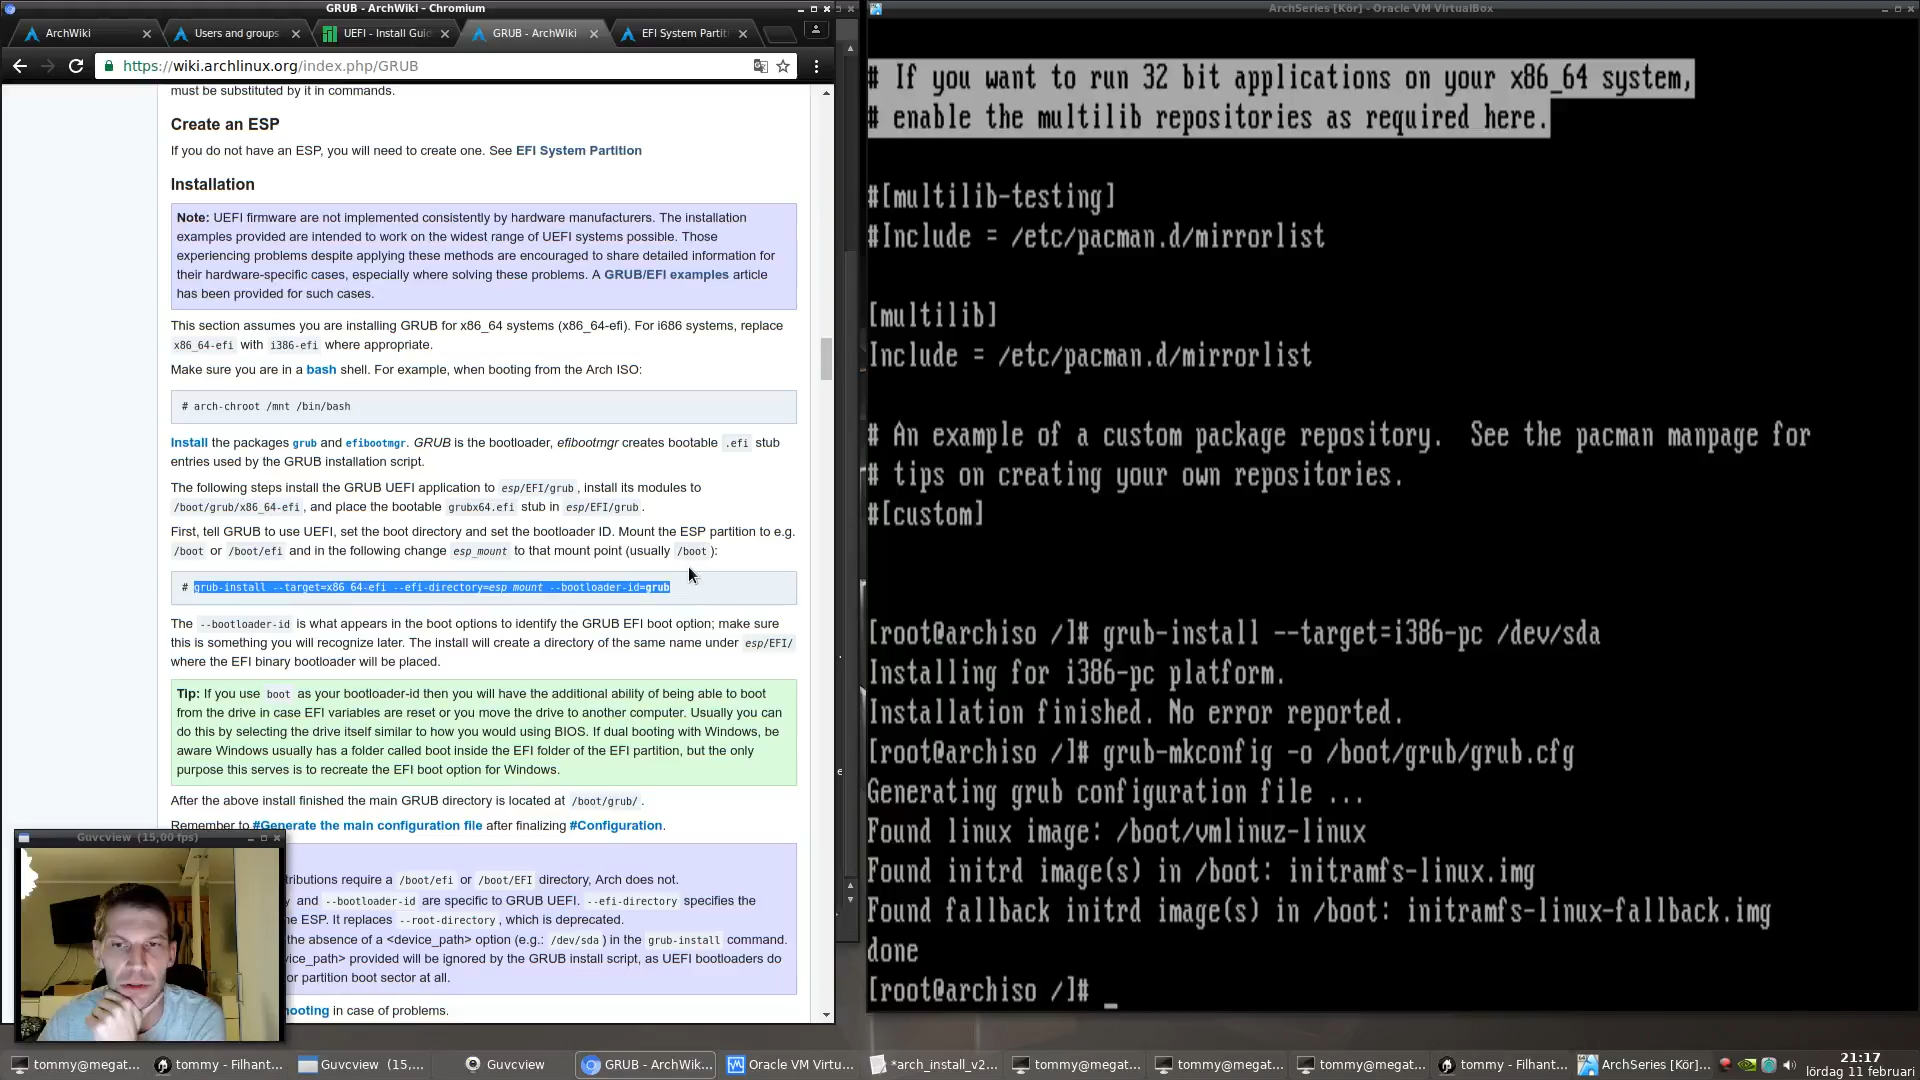 GRUB - ArchWiki - Chromium
ArchWiki
Users and groups
UEFI - Install Guid
GRUB - ArchWiki
EFI System Partiti
https://wiki.archlinux.org/index.php/GRUB
must be substituted by it in commands.
Create an ESP
If you do not have an ESP, you will need to create one. See EFI System Partition
Installation
Note: UEFI firmware are not implemented consistently by hardware manufacturers. The installation
examples provided are intended to work on the widest range of UEFI systems possible. Those
experiencing problems despite applying these methods are encouraged to share detailed information for
their hardware-specific cases, especially where solving these problems. A GRUB/EFI examples article
has been provided for such cases.
This section assumes you are installing GRUB for x86_64 systems (x86_64-efi). For i686 systems, replace
x86_64-efi with i386-efi where appropriate.
Make sure you are in a bash shell. For example, when booting from the Arch ISO:
# arch-chroot /mnt /bin/bash
Install the packages grub and efibootmgr. GRUB is the bootloader, efibootmgr creates bootable .efi stub
entries used by the GRUB installation script.
The following steps install the GRUB UEFI application to esp/EFI/grub, install its modules to
/boot/grub/x86_64-efi, and place the bootable grubx64.efi stub in esp/EFI/grub.
First, tell GRUB to use UEFI, set the boot directory and set the bootloader ID. Mount the ESP partition to e.g.
/boot or /boot/efi and in the following change esp_mount to that mount point (usually /boot):
# grub-install --target=x86_64-efi --efi-directory=esp_mount --bootloader-id=grub
The --bootloader-id is what appears in the boot options to identify the GRUB EFI boot option; make sure
this is something you will recognize later. The install will create a directory of the same name under esp/EFI/
where the EFI binary bootloader will be placed.
Tip: If you use boot as your bootloader-id then you will have the additional ability of being able to boot
from the drive in case EFI variables are reset or you move the drive to another computer. Usually you can
do this by selecting the drive itself similar to how you would using BIOS. If dual booting with Windows, be
aware Windows usually has a folder called boot inside the EFI folder of the EFI partition, but the only
purpose this serves is to recreate the EFI boot option for Windows.
After the above install finished the main GRUB directory is located at /boot/grub/.
Remember to #Generate the main configuration file after finalizing #Configuration.
Guvcview (15,00 fps)
tributions require a /boot/efi or /boot/EFI directory, Arch does not.
y and --bootloader-id are specific to GRUB UEFI. --efi-directory specifies the
he ESP. It replaces --root-directory, which is deprecated.
the absence of a <device_path> option (e.g.: /dev/sda) in the grub-install command.
vice_path> provided will be ignored by the GRUB install script, as UEFI bootloaders do
or partition boot sector at all.
hooting in case of problems.
ArchSeries [Kör] - Oracle VM VirtualBox
# If you want to run 32 bit applications on your x86_64 system,
# enable the multilib repositories as required here.
#[multilib-testing]
#Include = /etc/pacman.d/mirrorlist
[multilib]
Include = /etc/pacman.d/mirrorlist
# An example of a custom package repository.  See the pacman manpage for
# tips on creating your own repositories.
#[custom]
[root@archiso /]# grub-install --target=i386-pc /dev/sda
Installing for i386-pc platform.
Installation finished. No error reported.
[root@archiso /]# grub-mkconfig -o /boot/grub/grub.cfg
Generating grub configuration file ...
Found linux image: /boot/vmlinuz-linux
Found initrd image(s) in /boot: initramfs-linux.img
Found fallback initrd image(s) in /boot: initramfs-linux-fallback.img
done
[root@archiso /]# _
tommy@megat...
tommy - Filhant...
Guvcview (15,...
Guvcview
GRUB - ArchWik...
Oracle VM Virtu...
*arch_install_v2...
tommy@megat...
tommy@megat...
tommy@megat...
tommy - Filhant...
ArchSeries [Kör]...
21:17
lördag 11 februari